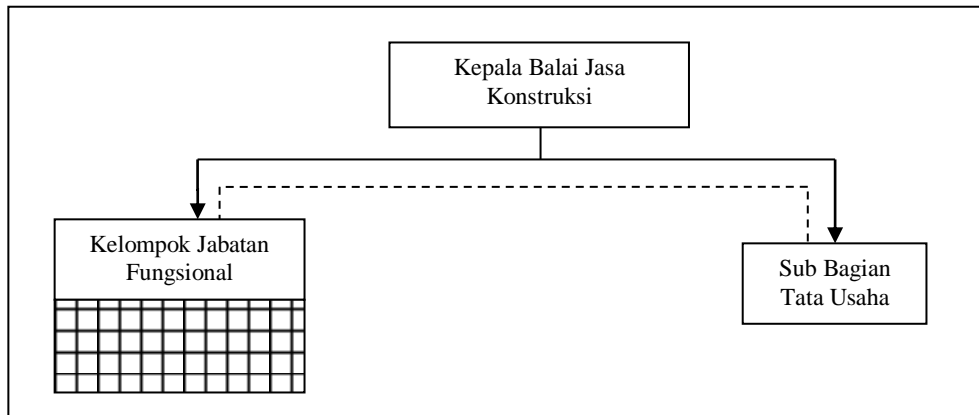 Kepala Balai Jasa
Konstruksi
Kelompok Jabatan
Fungsional
Sub Bagian
Tata Usaha